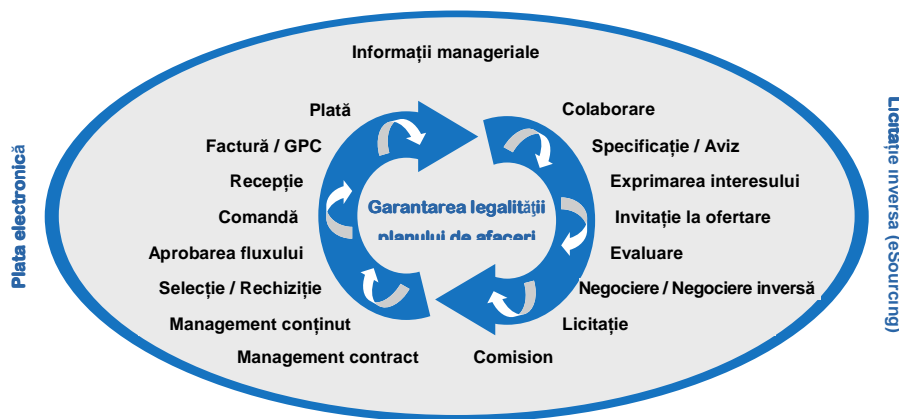 Informații manageriale
Plată
Colaborare
Factură / GPC
Specificație / Aviz
Recepție
Exprimarea interesului
Comandă
Garantarea legalității
Invitație la ofertare
planului de afaceri
Aprobarea fluxului
Evaluare
Selecție / Rechiziție
Negociere / Negociere inversă
Management conținut
Licitație
Management contract
Comision
Plata electronică
Licitație inversa (eSourcing)